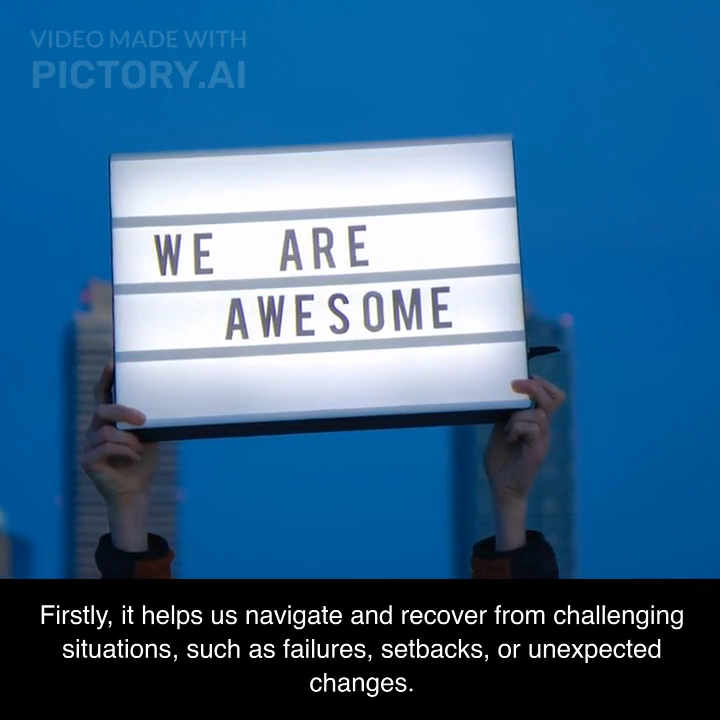 VIDEO MADE WITH
PICTORY.AI
WE ARE
AWESOME
Firstly, it helps us navigate and recover from challenging
situations, such as failures, setbacks, or unexpected
changes.